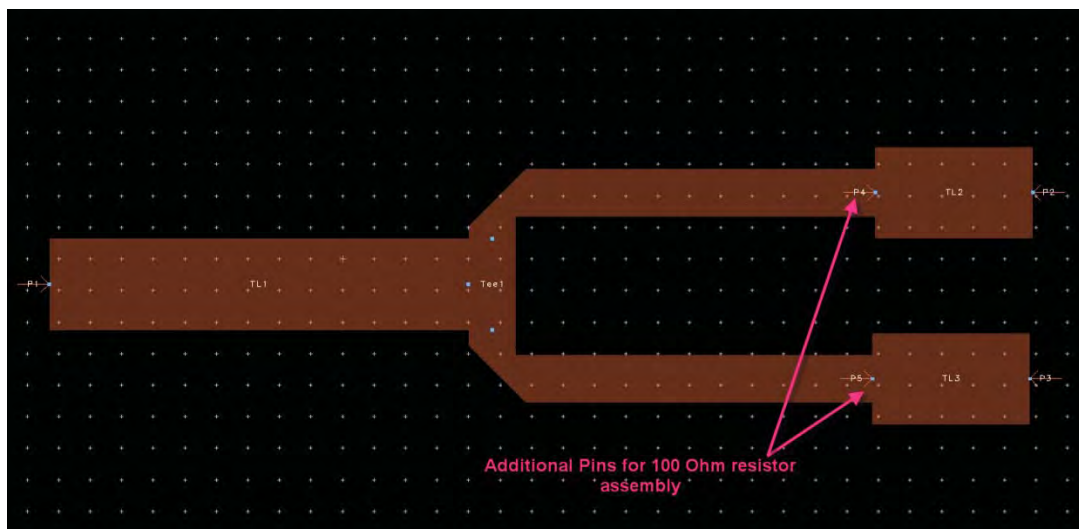 P4
TL2
P2
P1
TL1
Tee1
P5
TL3
P3
Additional Pins for 100 Ohm resistor
assembly